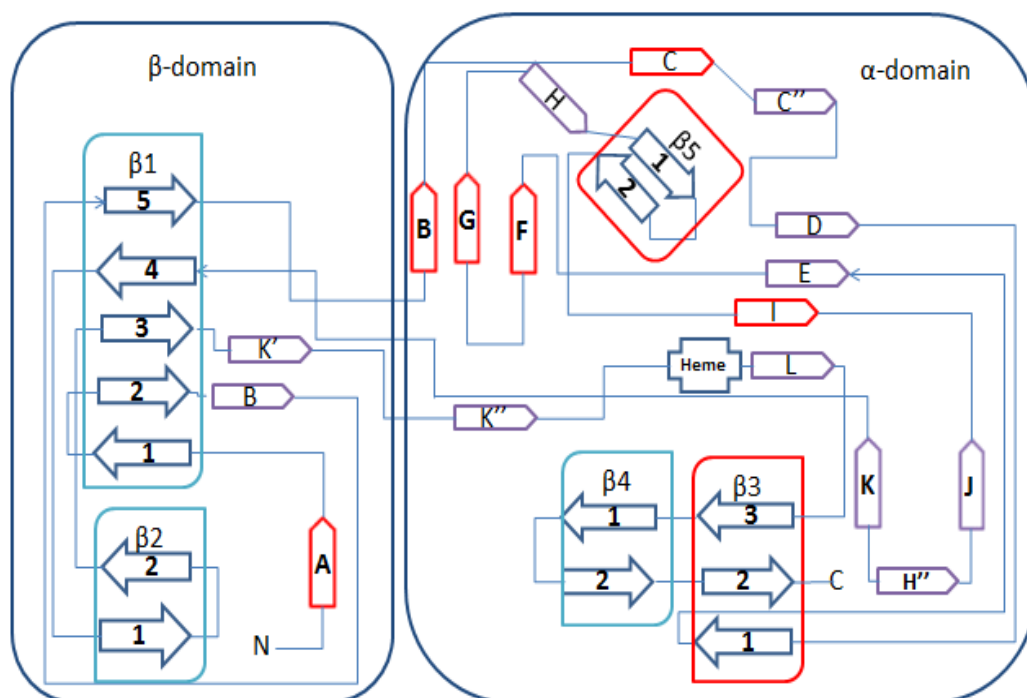 β-domain
β1
5
4
3
2
1
K'
B
β2
2
1
A
N
α-domain
C
C"
H
β5
1
2
B
G
F
D
E
I
Heme
L
K"
β4
1
2
β3
3
2
1
C
K
J
H"